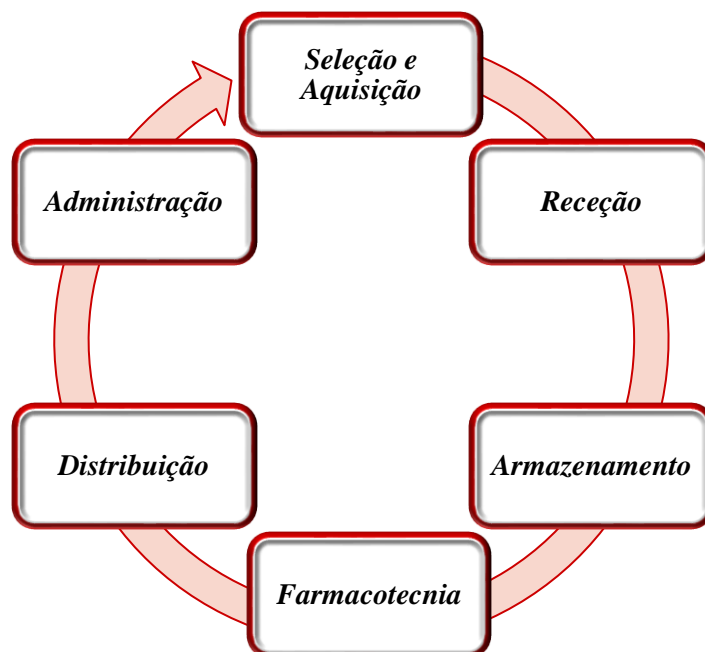 Seleção e
Aquisição
Receção
Armazenamento
Farmacotecnia
Distribuição
Administração